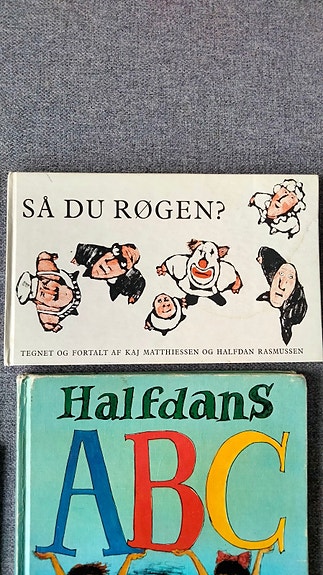 SÅ DU RØGEN?
TEGNET OG FORTALT AF KAJ MATTHIESSEN OG HALFDAN RASMUSSEN
Halfdans
ABC